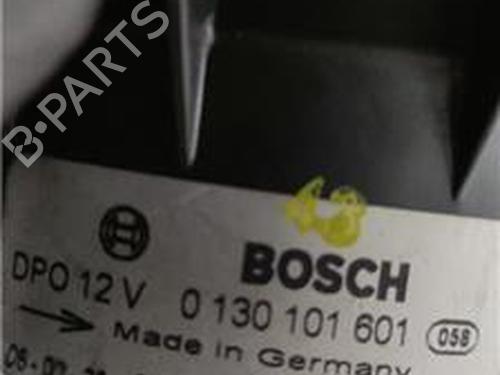 B-PARTS
BOSCH
DPO 12 V 0 130 101 601 058
Made in Germany